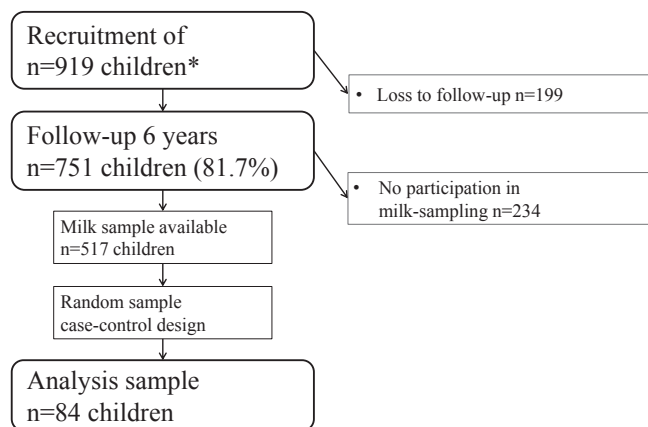 Recruitment of
n=919 children*
• Loss to follow-up n=199
Follow-up 6 years
n=751 children (81.7%)
• No participation in
milk-sampling n=234
Milk sample available
n=517 children
Random sample
case-control design
Analysis sample
n=84 children